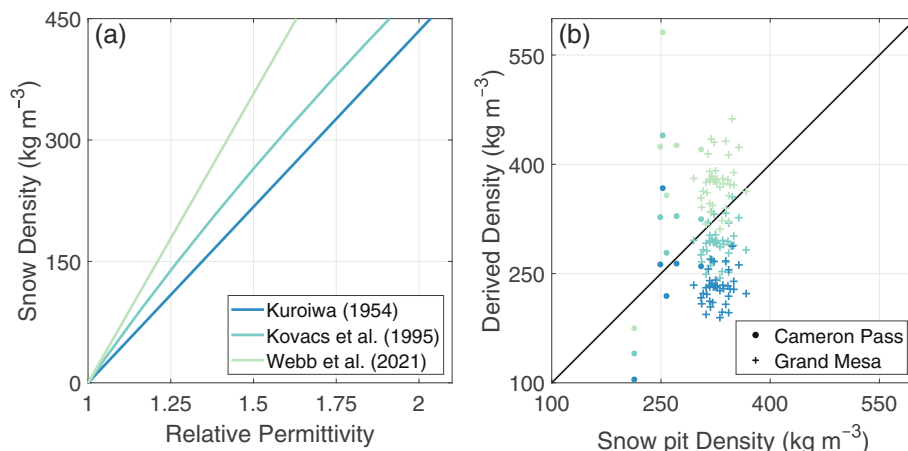 (a)
Snow Density (kg m⁻³)
450
300
150
0
1
1.25
1.5
1.75
2
Relative Permittivity
Kuroiwa (1954)
Kovacs et al. (1995)
Webb et al. (2021)
(b)
Derived Density (kg m⁻³)
550
400
250
100
100
250
400
550
Snow pit Density (kg m⁻³)
Cameron Pass
Grand Mesa